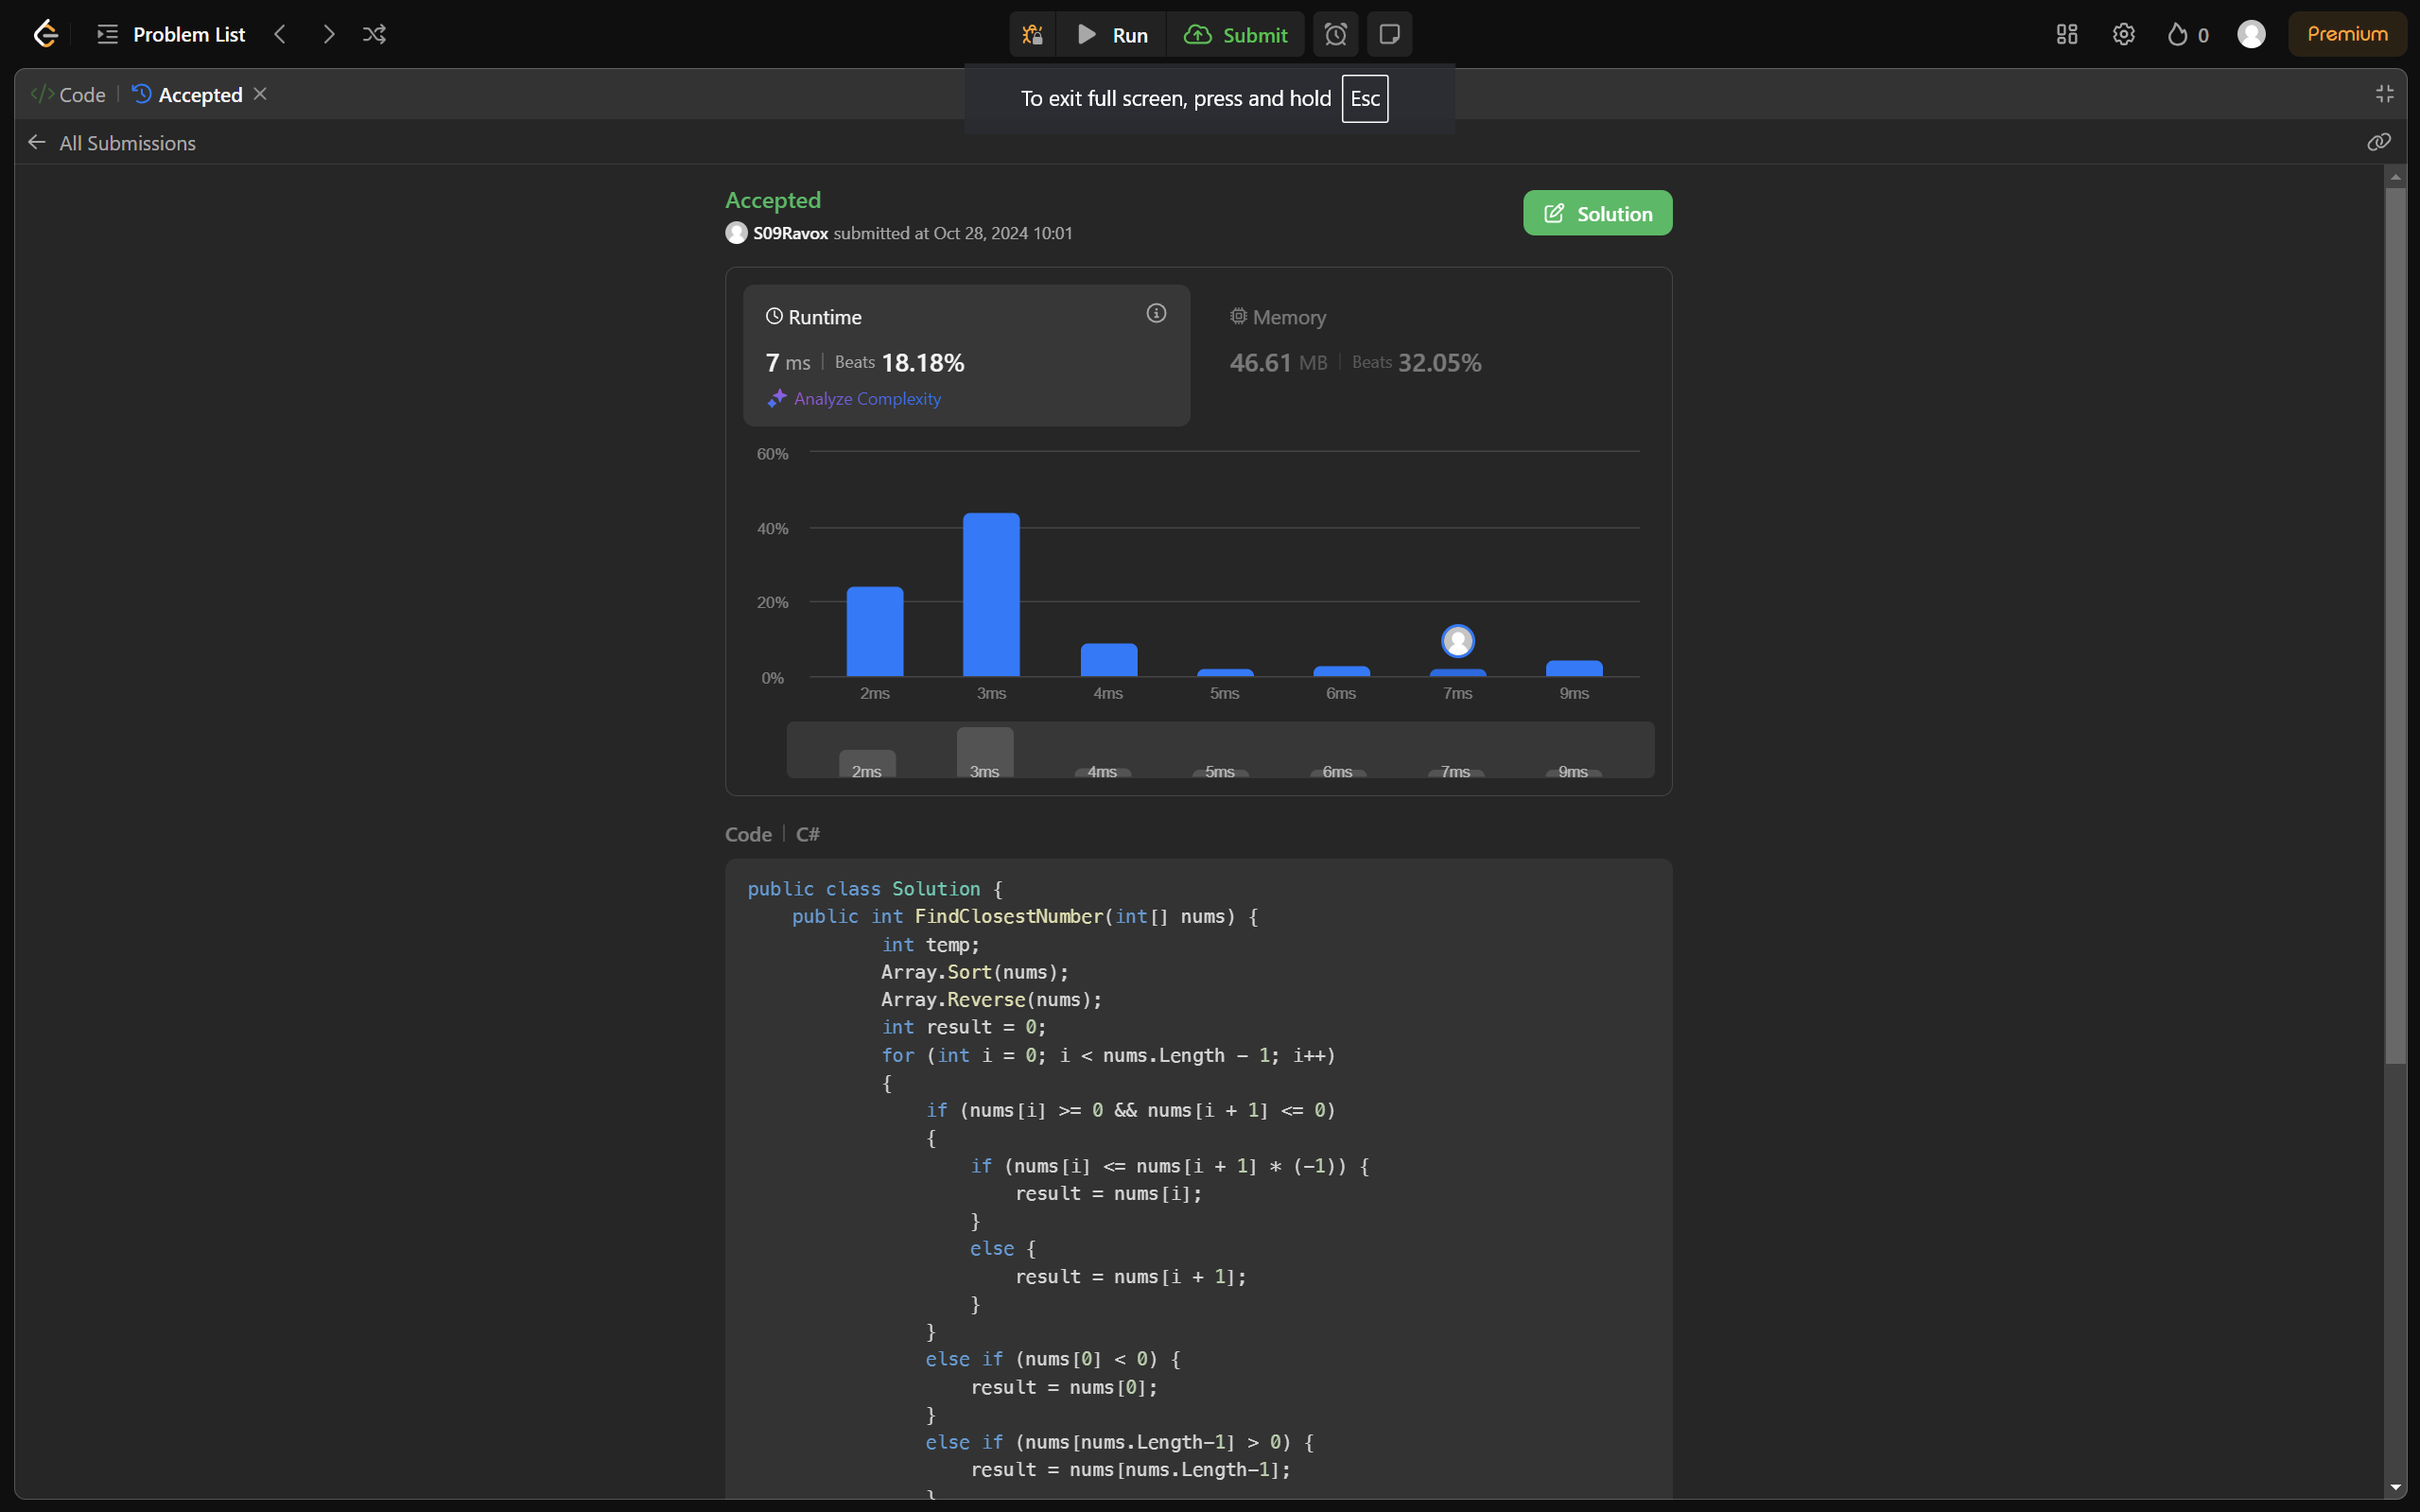 Problem List
Run
Submit
0
Premium
</> Code | Accepted
To exit full screen, press and hold Esc
All Submissions
Accepted
S09Ravox submitted at Oct 28, 2024 10:01
Solution
Runtime
7 ms | Beats 18.18%
Analyze Complexity
Memory
46.61 MB | Beats 32.05%
60%
40%
20%
0%
2ms 3ms 4ms 5ms 6ms 7ms 9ms
2ms 3ms 4ms 5ms 6ms 7ms 9ms
Code | C#
public class Solution {
    public int FindClosestNumber(int[] nums) {
            int temp;
            Array.Sort(nums);
            Array.Reverse(nums);
            int result = 0;
            for (int i = 0; i < nums.Length - 1; i++)
            {
                if (nums[i] >= 0 && nums[i + 1] <= 0)
                {
                    if (nums[i] <= nums[i + 1] * (-1)) {
                        result = nums[i];
                    }
                    else {
                        result = nums[i + 1];
                    }
                }
                else if (nums[0] < 0) {
                    result = nums[0];
                }
                else if (nums[nums.Length-1] > 0) {
                    result = nums[nums.Length-1];
                }